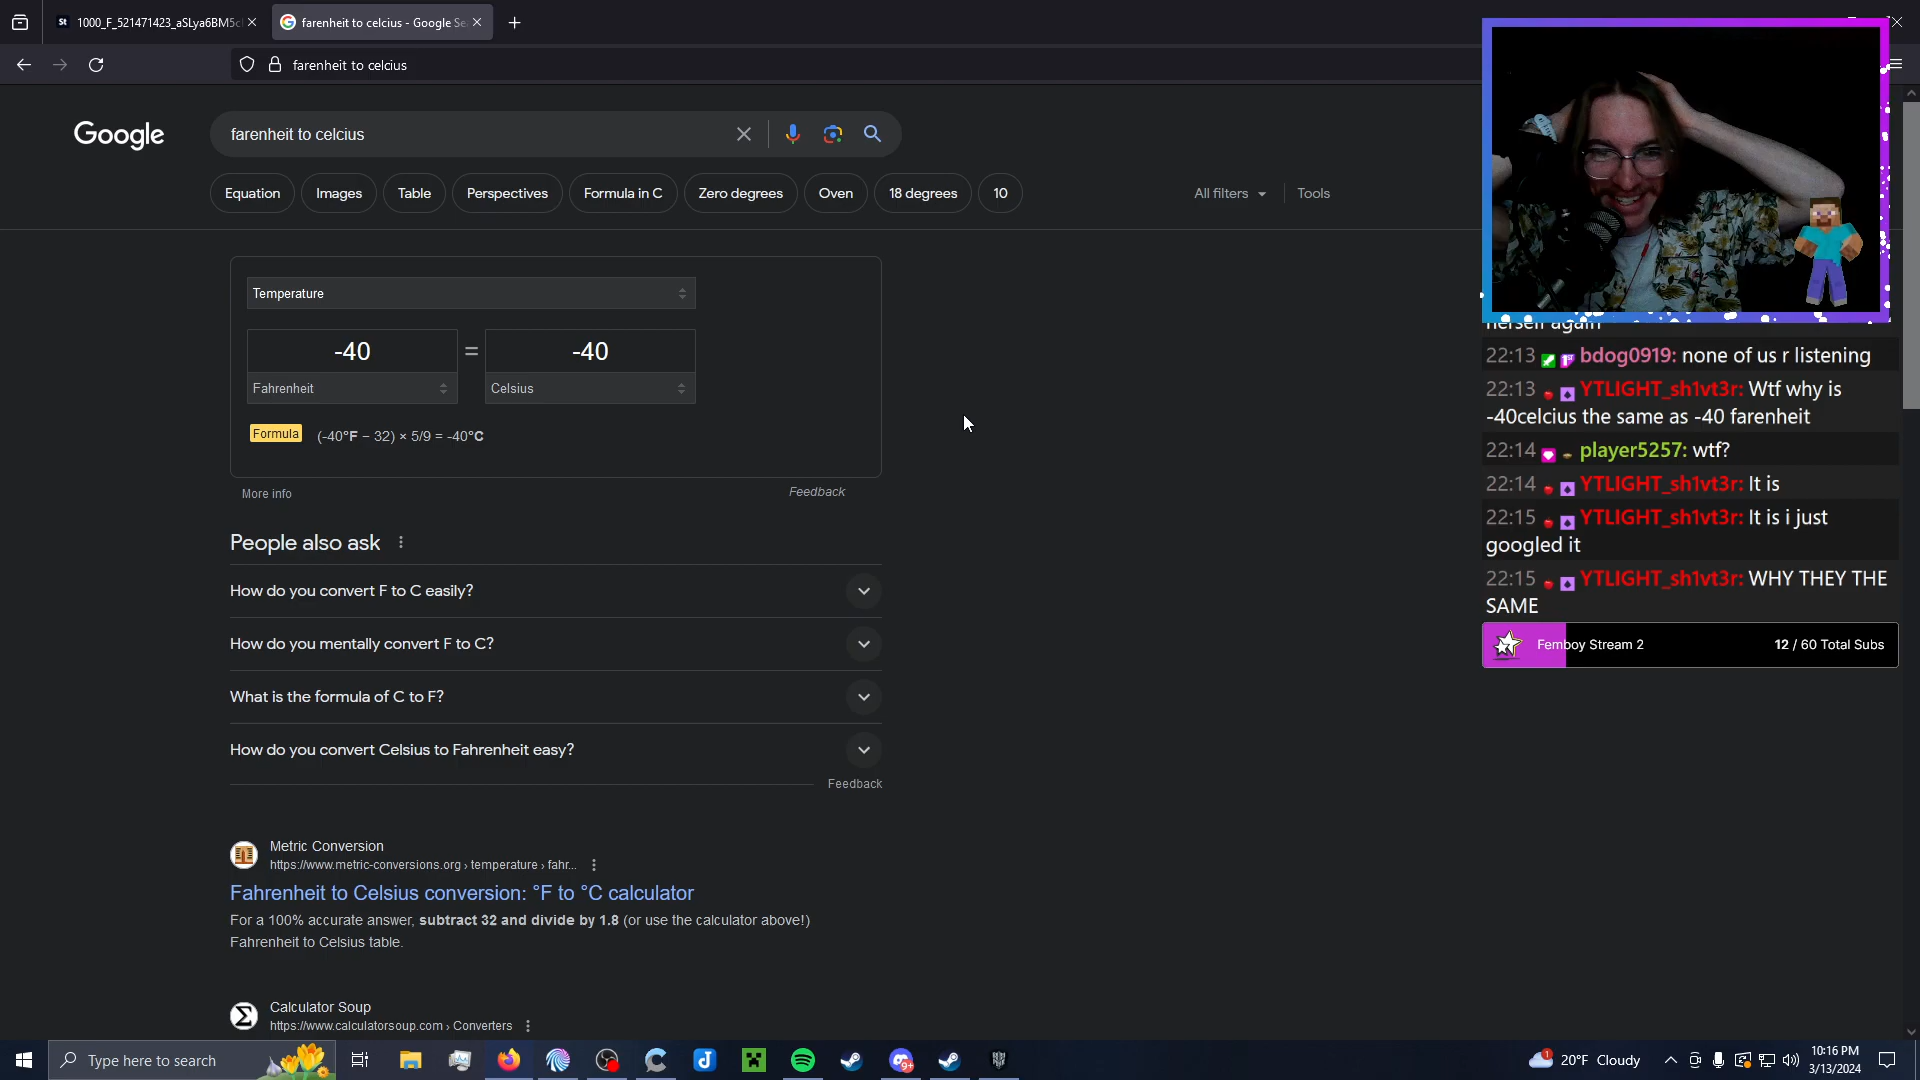 1000_F_521471423_aSLya6BM5c
farenheit to celcius - Google Se
farenheit to celcius
Google
farenheit to celcius
Equation
Images
Table
Perspectives
Formula in C
Zero degrees
Oven
18 degrees
10
All filters
Tools
Temperature
-40 = -40
Fahrenheit
Celsius
Formula (-40°F − 32) × 5/9 = -40°C
More info
Feedback
People also ask
How do you convert F to C easily?
How do you mentally convert F to C?
What is the formula of C to F?
How do you convert Celsius to Fahrenheit easy?
Feedback
Metric Conversion
https://www.metric-conversions.org › temperature › fahr...
Fahrenheit to Celsius conversion: °F to °C calculator
For a 100% accurate answer, subtract 32 and divide by 1.8 (or use the calculator above!)
Fahrenheit to Celsius table.
Calculator Soup
https://www.calculatorsoup.com › Converters
herself again
22:13 bdog0919: none of us r listening
22:13 YTLIGHT_sh1vt3r: Wtf why is
-40celcius the same as -40 farenheit
22:14 player5257: wtf?
22:14 YTLIGHT_sh1vt3r: It is
22:15 YTLIGHT_sh1vt3r: It is i just
googled it
22:15 YTLIGHT_sh1vt3r: WHY THEY THE
SAME
Femboy Stream 2
12 / 60 Total Subs
Type here to search
9+
1
20°F Cloudy
10:16 PM
3/13/2024